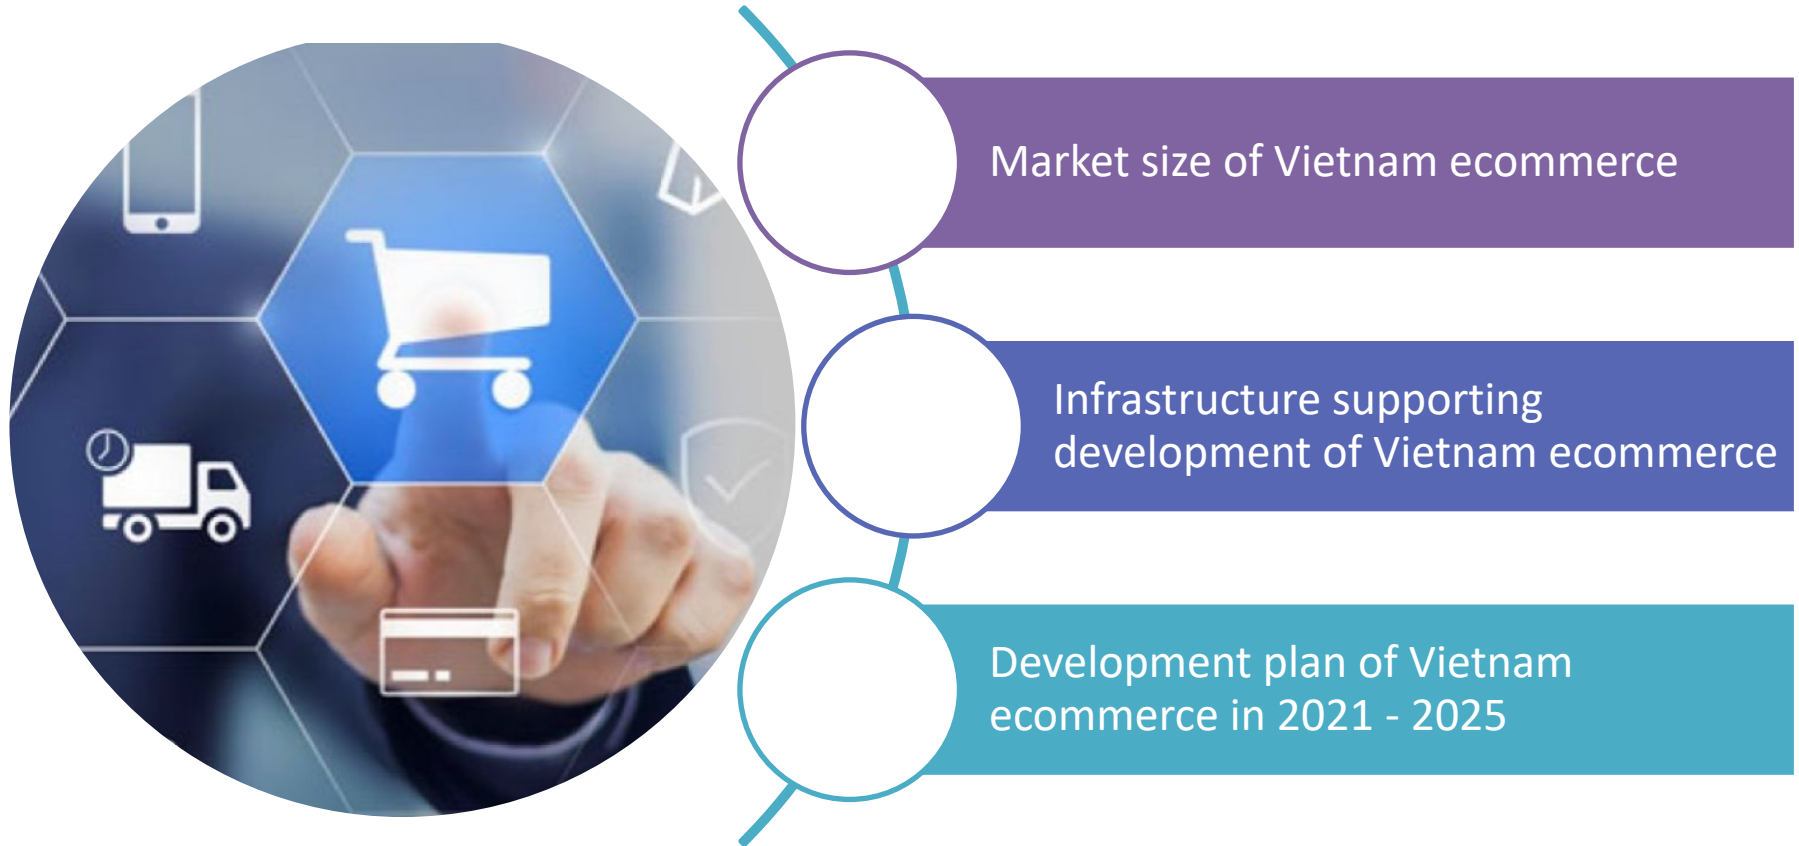 Market size of Vietnam ecommerce
Infrastructure supporting
development of Vietnam ecommerce
Development plan of Vietnam
ecommerce in 2021 - 2025